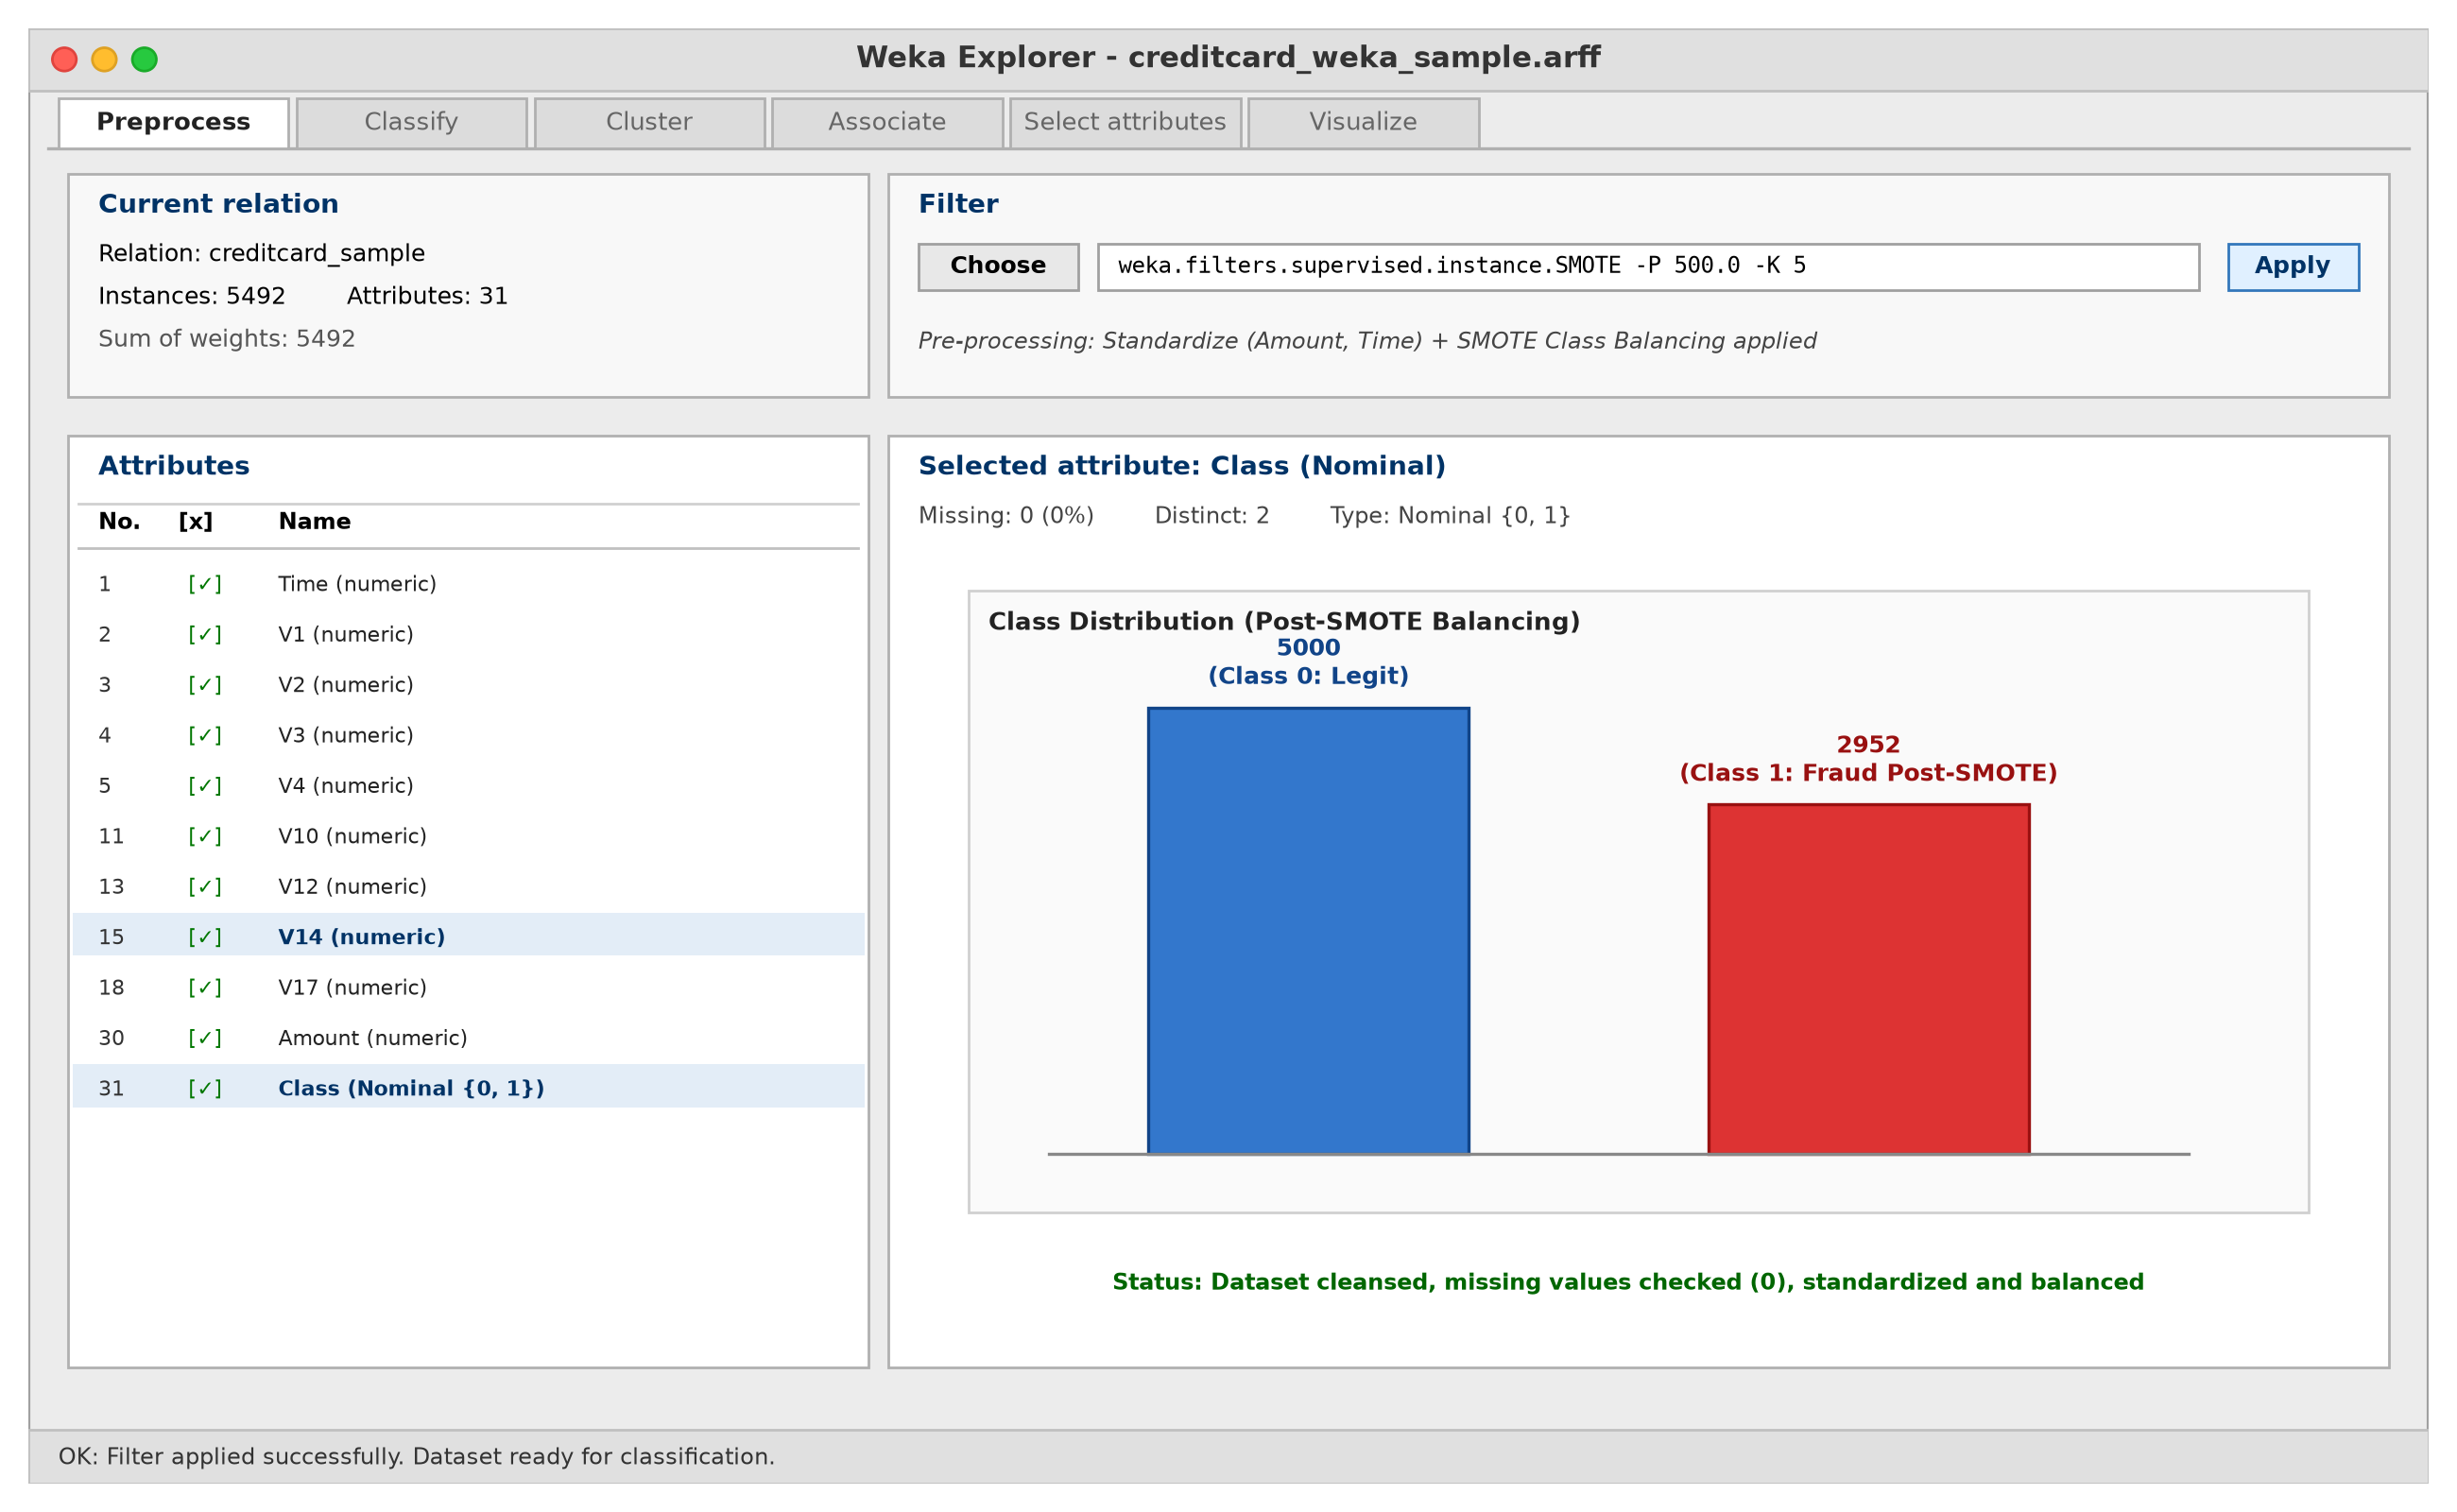 Weka Explorer - creditcard_weka_sample.arff
Preprocess Classify Cluster Associate Select attributes Visualize
Current relation
Relation: creditcard_sample
Instances: 5492 Attributes: 31
Sum of weights: 5492
Filter
Choose weka.filters.supervised.instance.SMOTE -P 500.0 -K 5 Apply
Pre-processing: Standardize (Amount, Time) + SMOTE Class Balancing applied
Attributes
No. [x] Name
1 [✓] Time (numeric)
2 [✓] V1 (numeric)
3 [✓] V2 (numeric)
4 [✓] V3 (numeric)
5 [✓] V4 (numeric)
11 [✓] V10 (numeric)
13 [✓] V12 (numeric)
15 [✓] V14 (numeric)
18 [✓] V17 (numeric)
30 [✓] Amount (numeric)
31 [✓] Class (Nominal {0, 1})
Selected attribute: Class (Nominal)
Missing: 0 (0%) Distinct: 2 Type: Nominal {0, 1}
Class Distribution (Post-SMOTE Balancing)
5000
(Class 0: Legit)
2952
(Class 1: Fraud Post-SMOTE)
Status: Dataset cleansed, missing values checked (0), standardized and balanced
OK: Filter applied successfully. Dataset ready for classification.